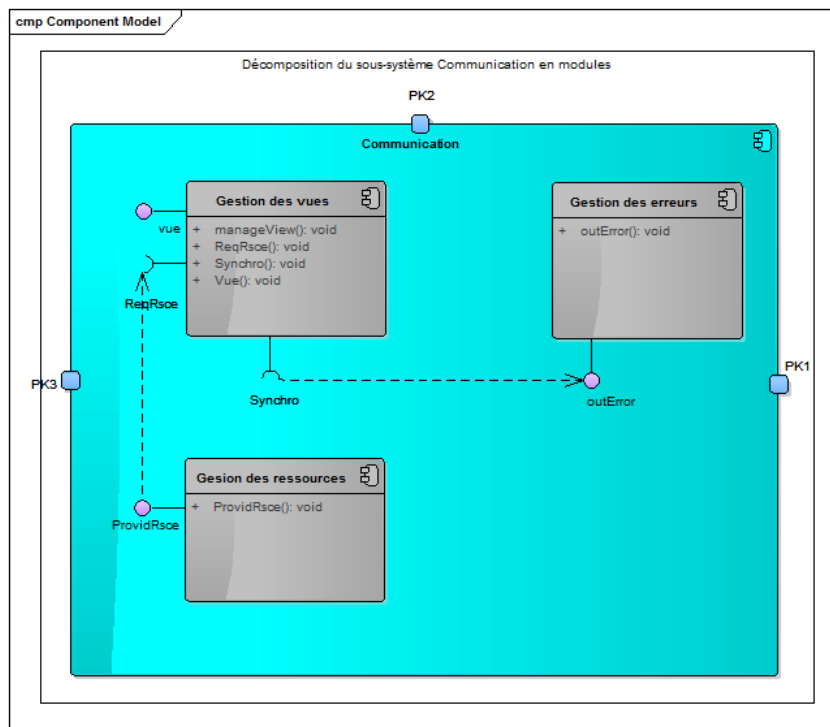 cmp Component Model
Décomposition du sous-système Communication en modules
PK2
Communication
Gestion des vues
+ manageView(): void
+ ReqRsce(): void
+ Synchro(): void
+ Vue(): void
vue
ReqRsce
Gestion des erreurs
+ outError(): void
PK3
PK1
Synchro
outError
Gesion des ressources
+ ProvidRsce(): void
ProvidRsce